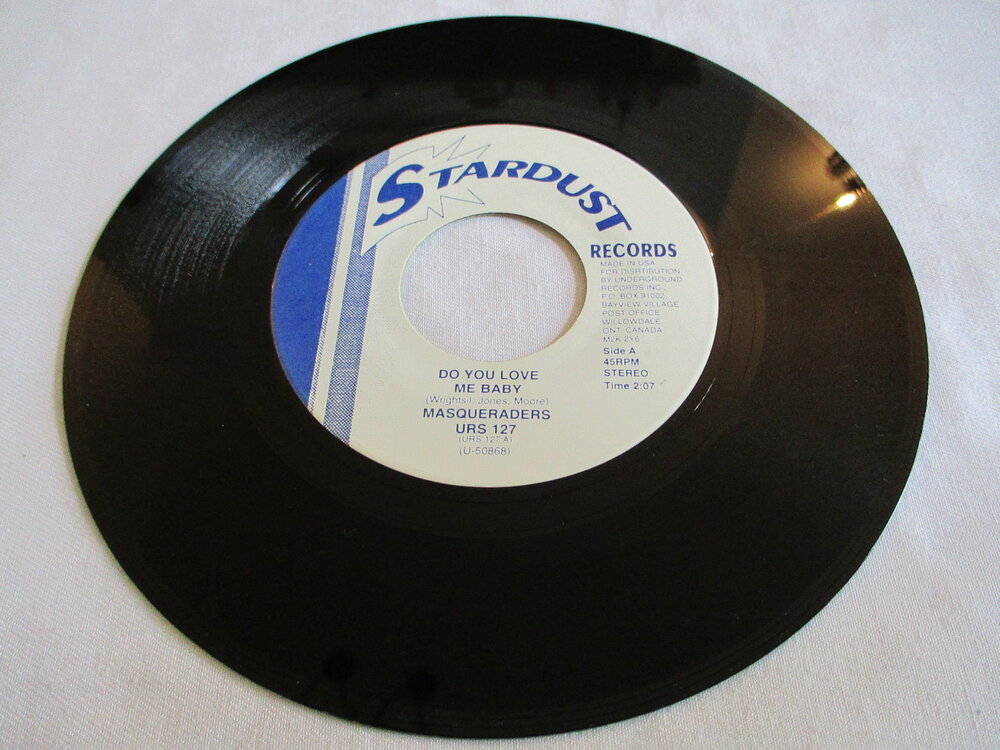 STARDUST
RECORDS
MADE IN USA
FOR DISRTIBUTION
BY UNDERGROUND
RECORDS INC.,
P.O. BOX 91002,
BAYVIEW VILLAGE
POST OFFICE
WILLOWDALE
ONT. CANADA
M2K 2Y6
Side A
45RPM
STEREO
Time 2:07
DO YOU LOVE
ME BABY
(Wrightsil, Jones, Moore)
MASQUERADERS
URS 127
(URS 127 A)
(U-50868)